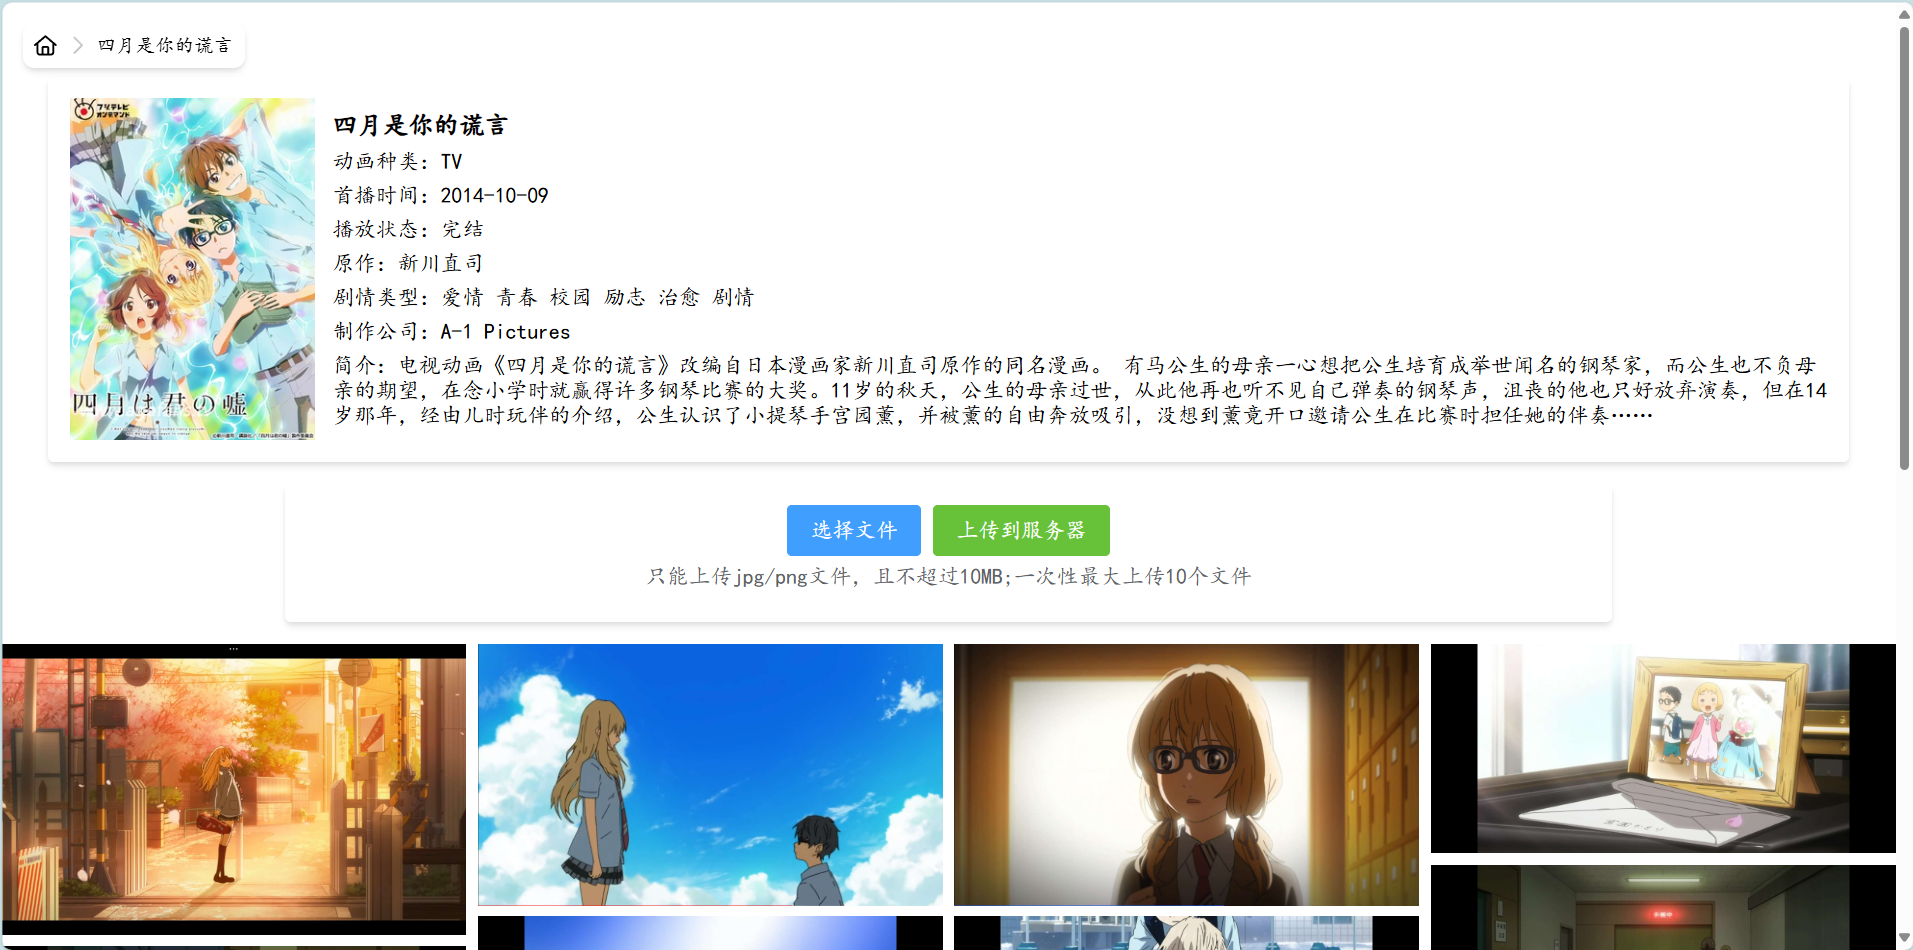 四月是你的谎言
フジテレビ
オンデマンド
四月は君の嘘
四月是你的谎言
动画种类：TV
首播时间：2014-10-09
播放状态：完结
原作：新川直司
剧情类型：爱情 青春 校园 励志 治愈 剧情
制作公司：A-1 Pictures
简介：电视动画《四月是你的谎言》改编自日本漫画家新川直司原作的同名漫画。 有马公生的母亲一心想把公生培育成举世闻名的钢琴家，而公生也不负母
亲的期望，在念小学时就赢得许多钢琴比赛的大奖。11岁的秋天，公生的母亲过世，从此他再也听不见自己弹奏的钢琴声，沮丧的他也只好放弃演奏，但在14
岁那年，经由儿时玩伴的介绍，公生认识了小提琴手宫园薰，并被薰的自由奔放吸引，没想到薰竟开口邀请公生在比赛时担任她的伴奏……
选择文件
上传到服务器
只能上传jpg/png文件，且不超过10MB;一次性最大上传10个文件